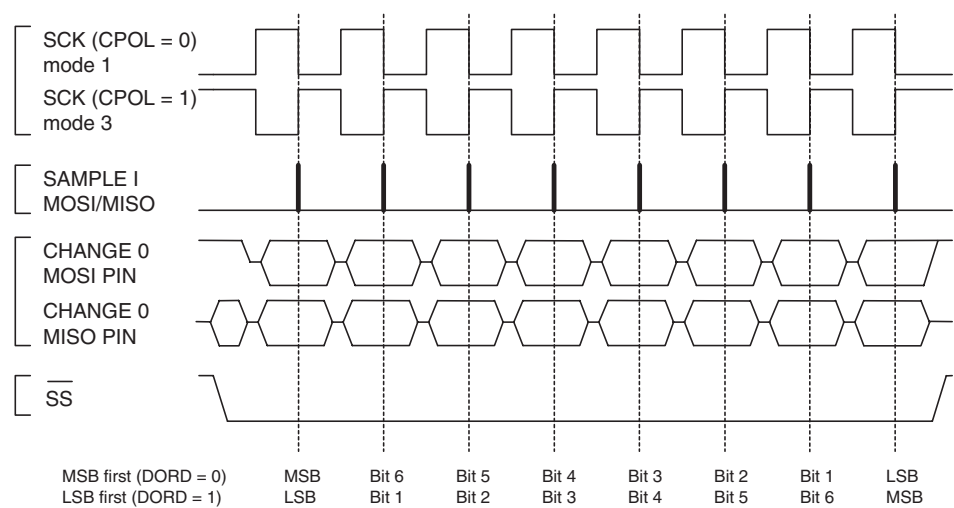 SCK (CPOL = 0)
mode 1
SCK (CPOL = 1)
mode 3
SAMPLE I
MOSI/MISO
CHANGE 0
MOSI PIN
CHANGE 0
MISO PIN
SS
MSB first (DORD = 0) MSB Bit 6 Bit 5 Bit 4 Bit 3 Bit 2 Bit 1 LSB
LSB first (DORD = 1) LSB Bit 1 Bit 2 Bit 3 Bit 4 Bit 5 Bit 6 MSB